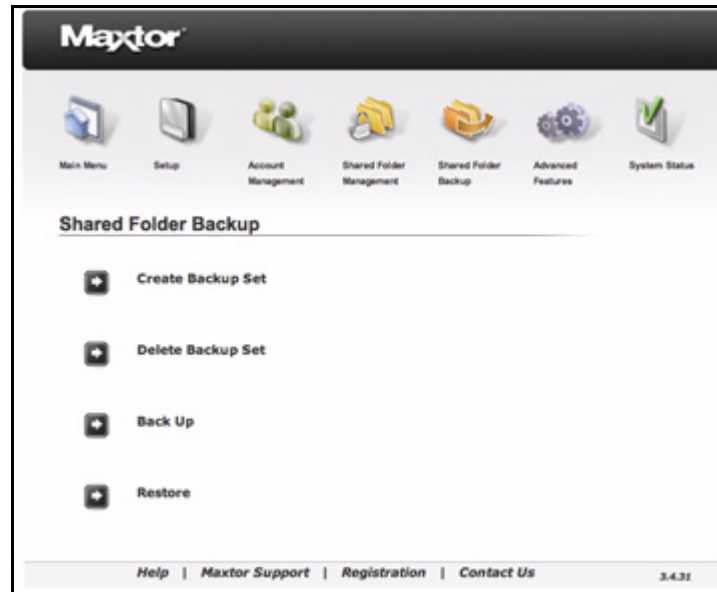 Maxtor
Main Menu
Setup
Account
Management
Shared Folder
Management
Shared Folder
Backup
Advanced
Features
System Status
Shared Folder Backup
Create Backup Set
Delete Backup Set
Back Up
Restore
Help | Maxtor Support | Registration | Contact Us
3.4.31